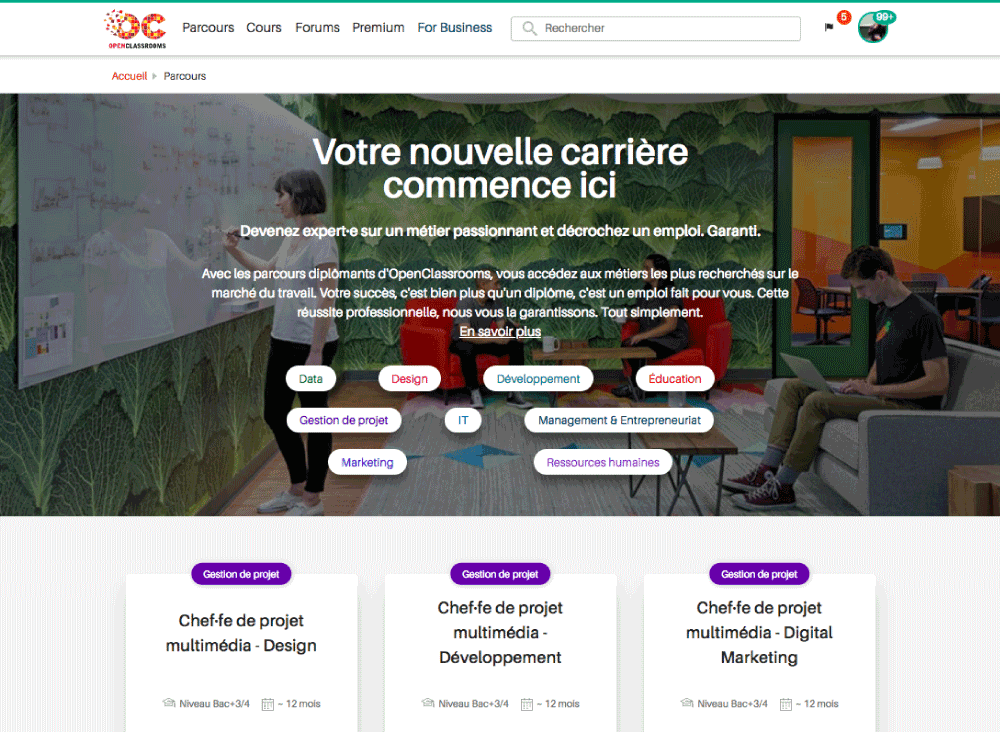 OPENCLASSROOMS
Parcours Cours Forums Premium For Business Rechercher 5 99+
Accueil Parcours
Votre nouvelle carrière
commence ici
Devenez expert·e sur un métier passionnant et décrochez un emploi. Garanti.
Avec les parcours diplômants d'OpenClassrooms, vous accédez aux métiers les plus recherchés sur le
marché du travail. Votre succès, c'est bien plus qu'un diplôme, c'est un emploi fait pour vous. Cette
réussite professionnelle, nous vous la garantissons. Tout simplement.
En savoir plus
Data Design Développement Éducation
Gestion de projet IT Management & Entrepreneuriat
Marketing Ressources humaines
Gestion de projet
Chef·fe de projet
multimédia - Design
Niveau Bac+3/4 ~ 12 mois
Gestion de projet
Chef·fe de projet
multimédia -
Développement
Niveau Bac+3/4 ~ 12 mois
Gestion de projet
Chef·fe de projet
multimédia - Digital
Marketing
Niveau Bac+3/4 ~ 12 mois